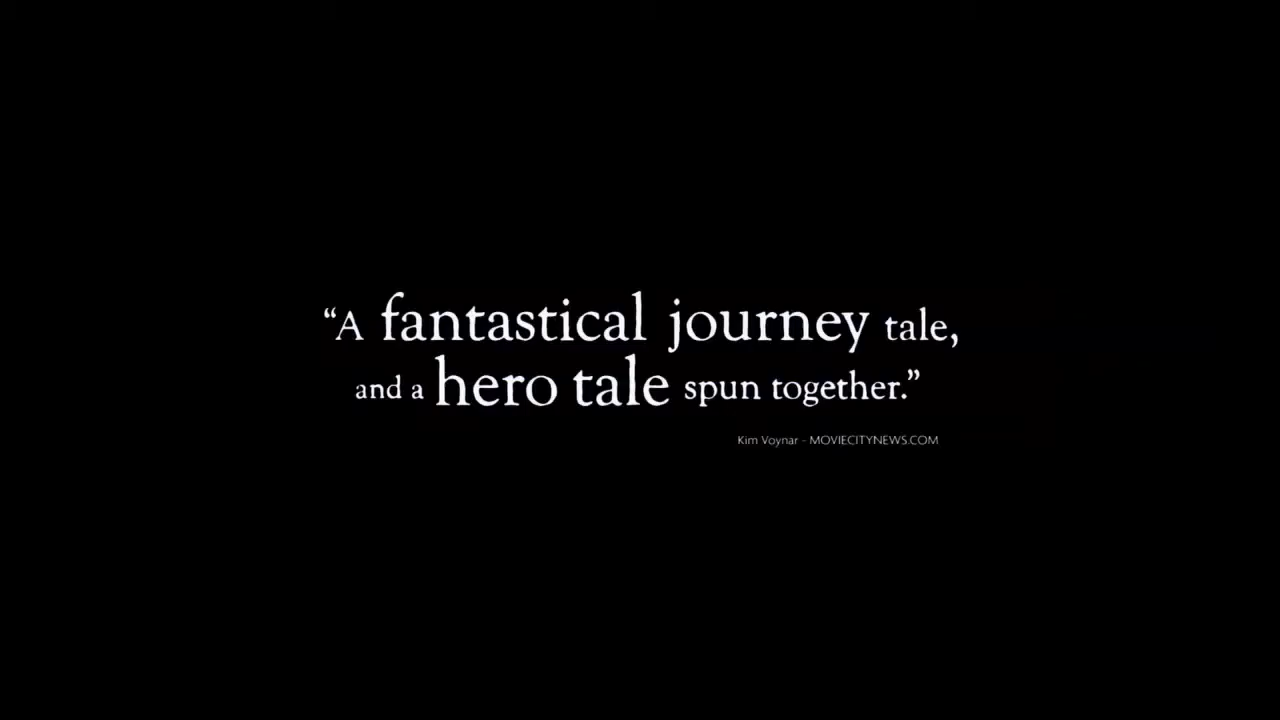 “A fantastical journey tale,
and a hero tale spun together.”
Kim Voynar - MOVIECITYNEWS.COM